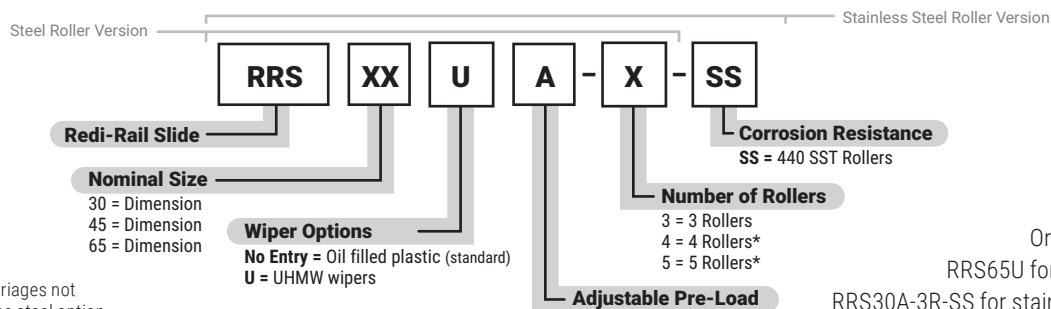 Steel Roller Version
Stainless Steel Roller Version
RRS XX U A - X - SS
Redi-Rail Slide
Nominal Size
30 = Dimension
45 = Dimension
65 = Dimension
Wiper Options
No Entry = Oil filled plastic (standard)
U = UHMW wipers
Adjustable Pre-Load
Number of Rollers
3 = 3 Rollers
4 = 4 Rollers*
5 = 5 Rollers*
Corrosion Resistance
SS = 440 SST Rollers
RRS65U for
RRS30A-3R-SS for stain
not
steel option